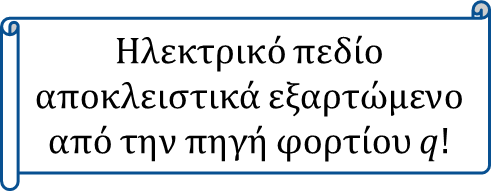 Ηλεκτρικό πεδίο
αποκλειστικά εξαρτώμενο
από την πηγή φορτίου q!